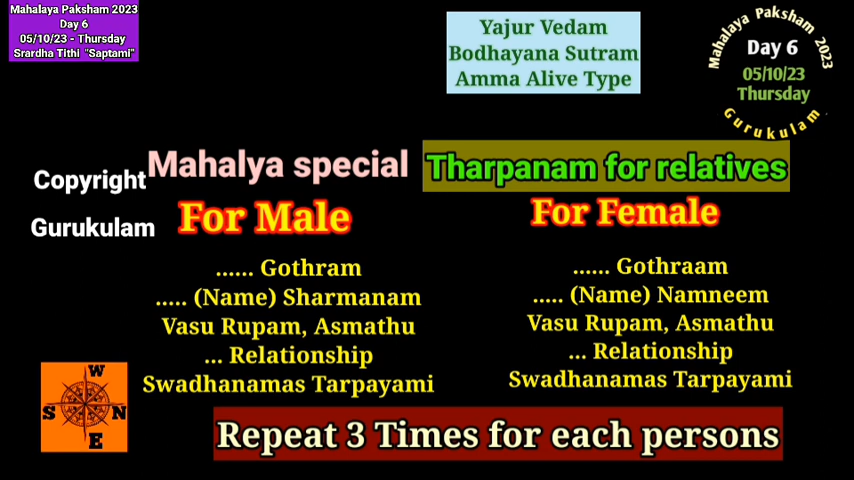 Mahalaya Paksham 2023
Day 6
05/10/23 - Thursday
Srardha Tithi "Saptami"
Yajur Vedam
Bodhayana Sutram
Amma Alive Type
Mahalaya Paksham 2023
Day 6
05/10/23
Thursday
Gurukulam
Copyright
Gurukulam
Mahalya special
Tharpanam for relatives
For Male
...... Gothram
..... (Name) Sharmanam
Vasu Rupam, Asmathu
... Relationship
Swadhanamas Tarpayami
For Female
...... Gothraam
..... (Name) Namneem
Vasu Rupam, Asmathu
... Relationship
Swadhanamas Tarpayami
W
S N
E
Repeat 3 Times for each persons